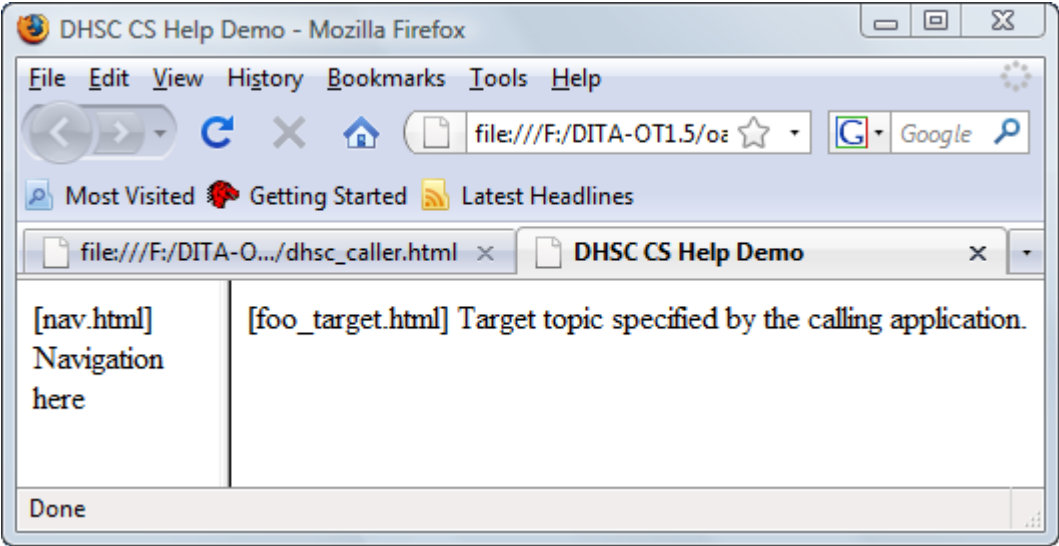 DHSC CS Help Demo - Mozilla Firefox
File Edit View History Bookmarks Tools Help
file:///F:/DITA-OT1.5/oa G Google
Most Visited Getting Started Latest Headlines
file:///F:/DITA-O.../dhsc_caller.html DHSC CS Help Demo
[nav.html] [foo_target.html] Target topic specified by the calling application.
Navigation
here
Done